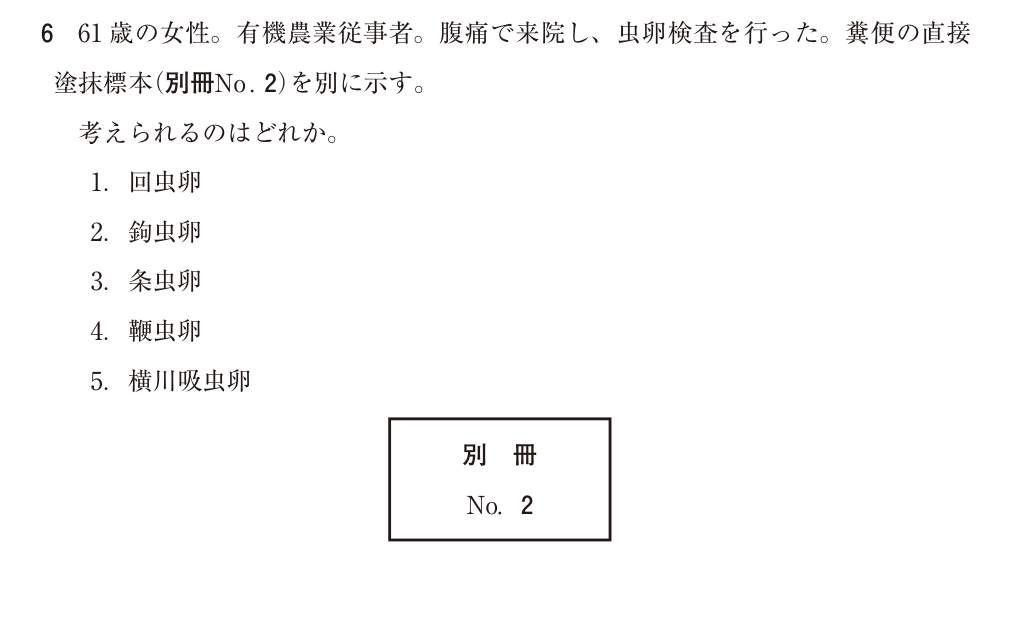 6 61歳の女性。有機農業従事者。腹痛で来院し、虫卵検査を行った。糞便の直接
塗抹標本(別冊No. 2)を別に示す。
考えられるのはどれか。
1. 回虫卵
2. 鉤虫卵
3. 条虫卵
4. 鞭虫卵
5. 横川吸虫卵
別 冊
No. 2